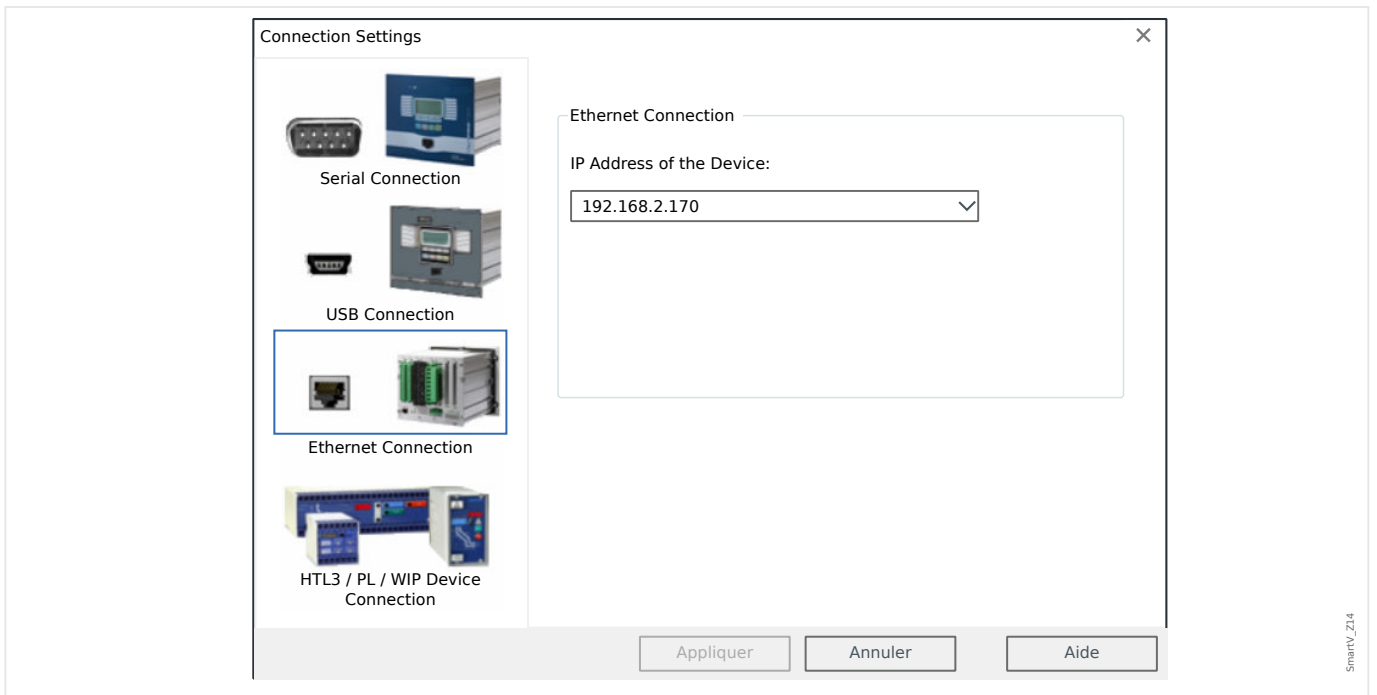 Connection Settings
Serial Connection
USB Connection
Ethernet Connection
HTL3 / PL / WIP Device
Connection
Ethernet Connection
IP Address of the Device:
192.168.2.170
Appliquer
Annuler
Aide
SmartV_Z14